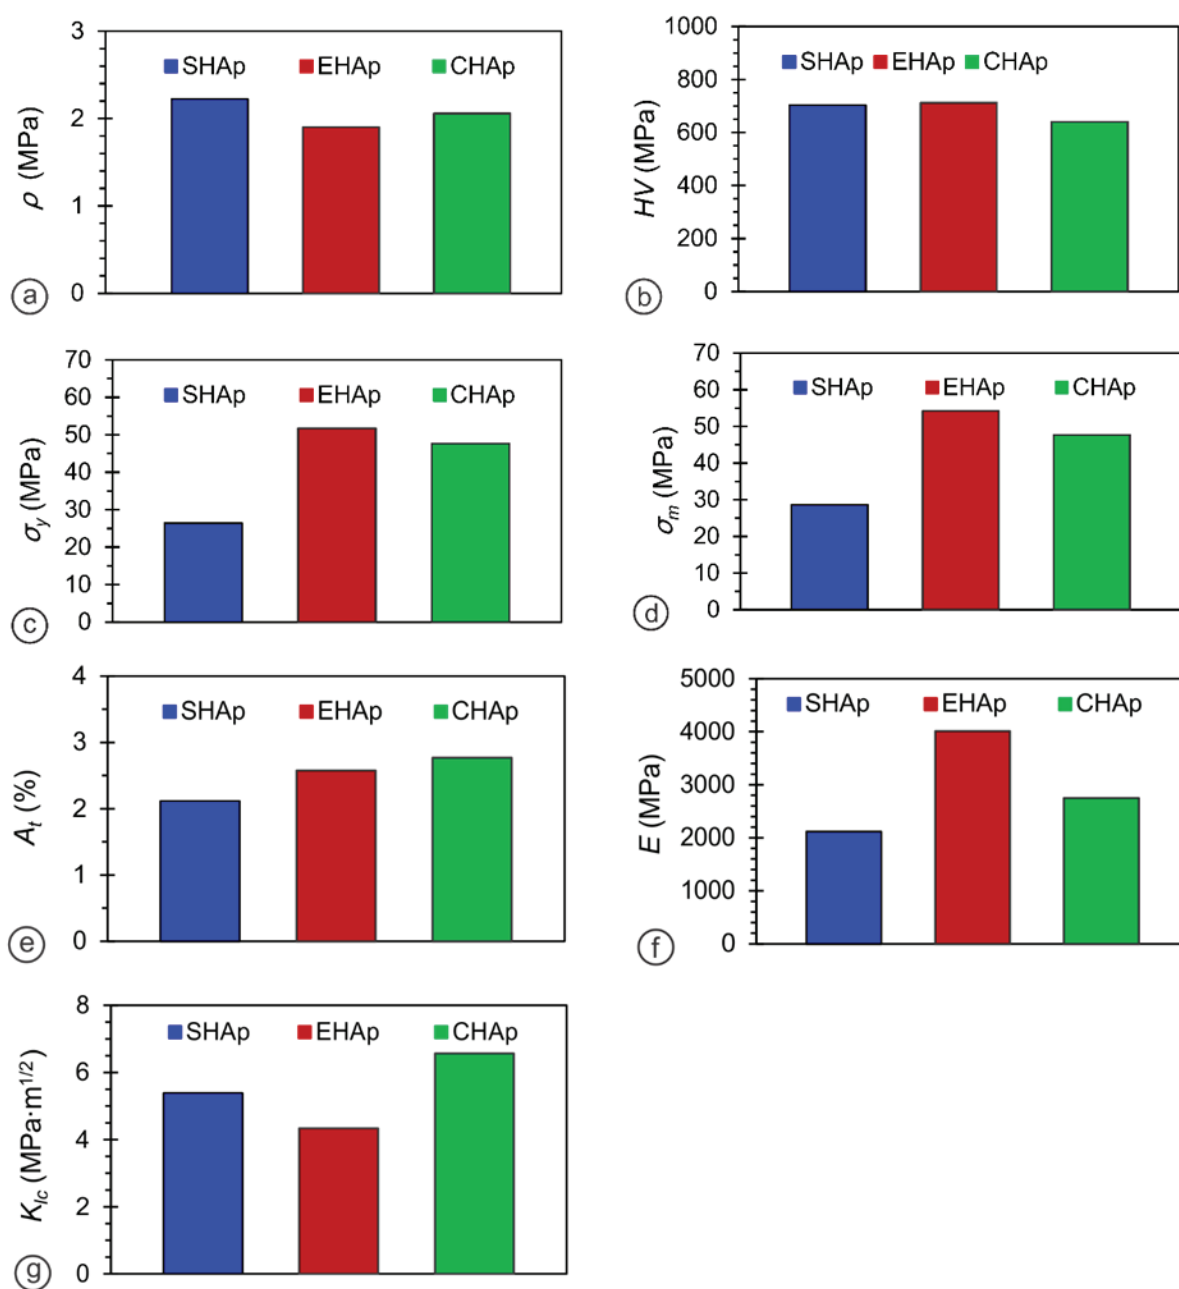 3
2
1
0
ρ (MPa)
SHAp EHAp CHAp
a
1000
800
600
400
200
0
HV (MPa)
SHAp EHAp CHAp
b
70
60
50
40
30
20
10
0
σy (MPa)
SHAp EHAp CHAp
c
70
60
50
40
30
20
10
0
σm (MPa)
SHAp EHAp CHAp
d
4
3
2
1
0
At (%)
SHAp EHAp CHAp
e
5000
4000
3000
2000
1000
0
E (MPa)
SHAp EHAp CHAp
f
8
6
4
2
0
KIc (MPa·m1/2)
SHAp EHAp CHAp
g